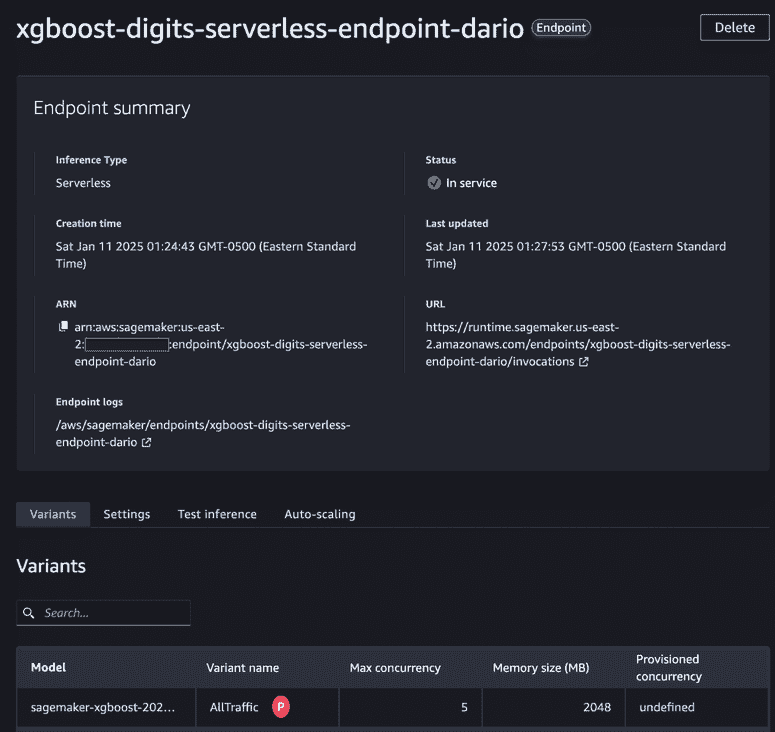 xgboost-digits-serverless-endpoint-dario Endpoint Delete
Endpoint summary
Inference Type
Serverless
Status
In service
Creation time
Sat Jan 11 2025 01:24:43 GMT-0500 (Eastern Standard
Time)
Last updated
Sat Jan 11 2025 01:27:53 GMT-0500 (Eastern Standard
Time)
ARN
arn:aws:sagemaker:us-east-
2: :endpoint/xgboost-digits-serverless-
endpoint-dario
URL
https://runtime.sagemaker.us-east-
2.amazonaws.com/endpoints/xgboost-digits-serverless-
endpoint-dario/invocations
Endpoint logs
/aws/sagemaker/endpoints/xgboost-digits-serverless-
endpoint-dario
Variants Settings Test inference Auto-scaling
Variants
Search...
Model Variant name Max concurrency Memory size (MB) Provisioned
concurrency
sagemaker-xgboost-202... AllTraffic P 5 2048 undefined